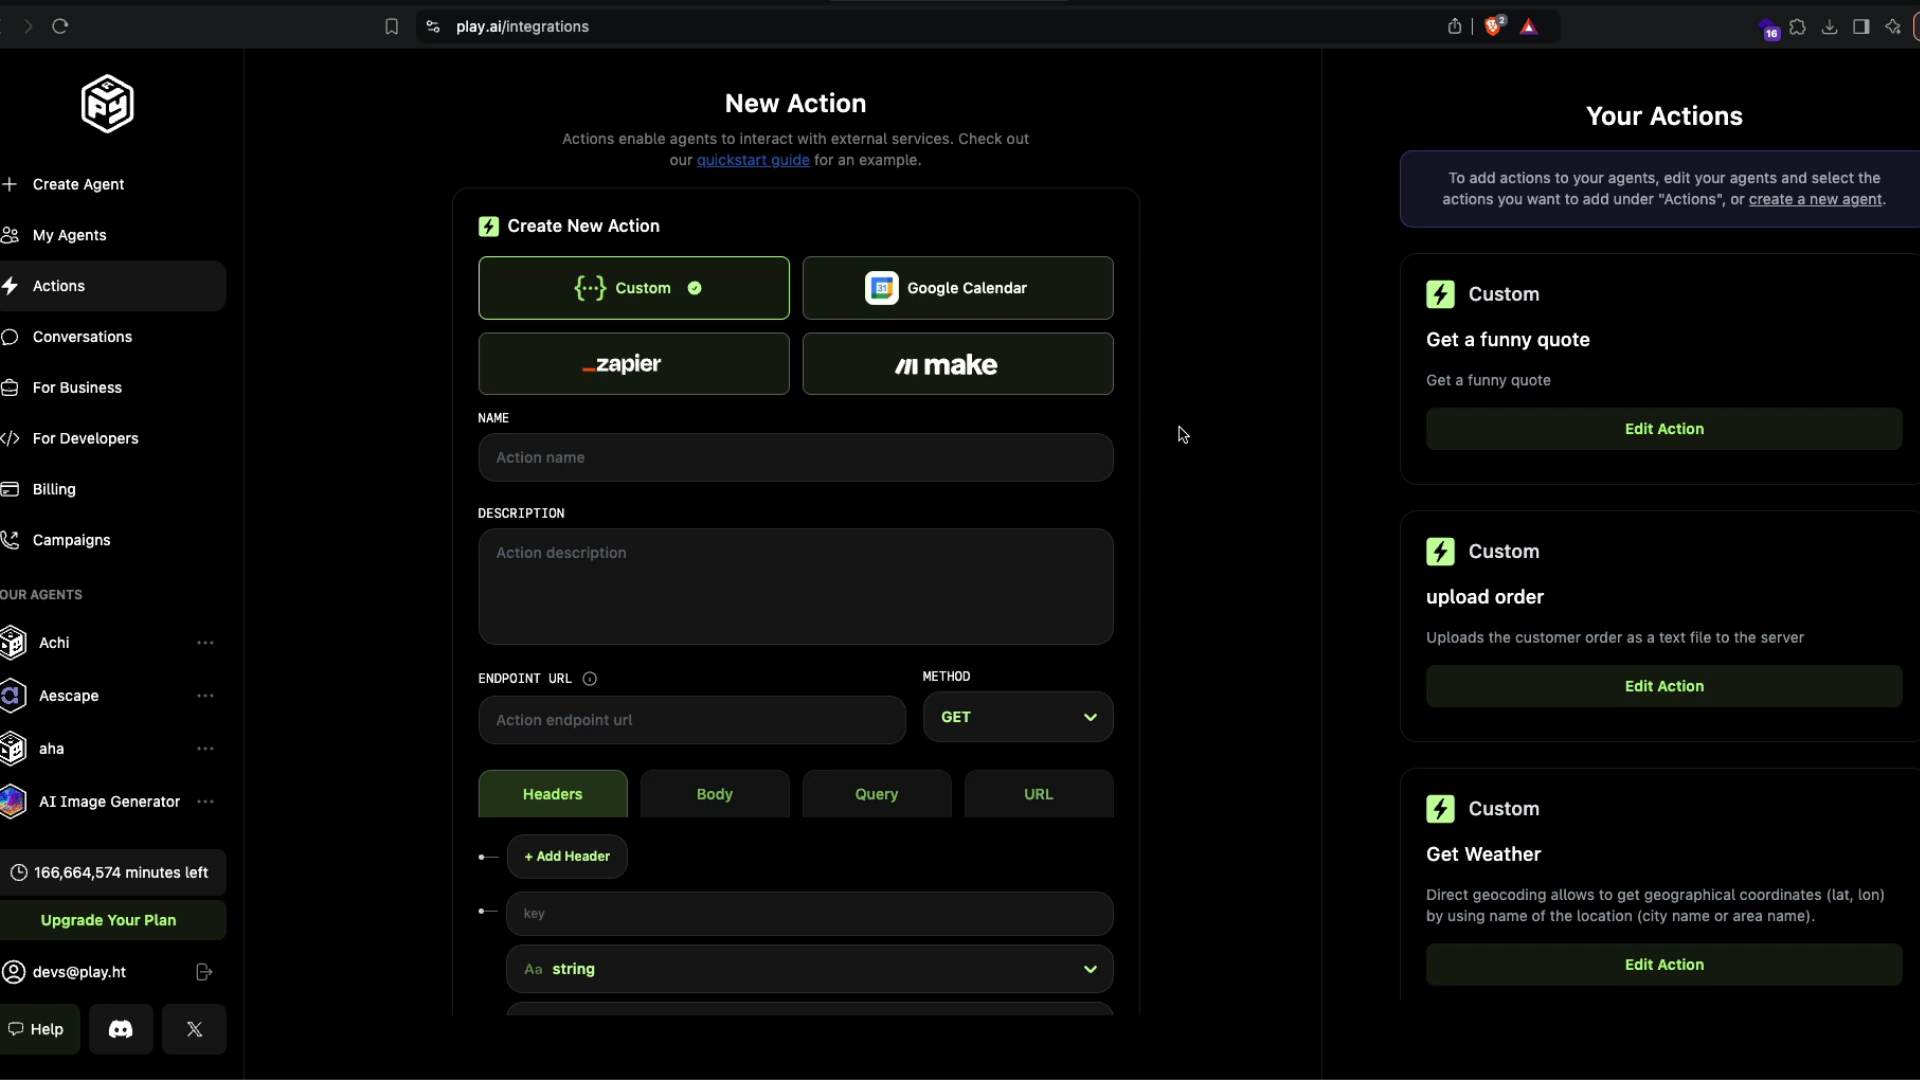 play.ai/integrations
2
16
Create Agent
My Agents
Actions
Conversations
For Business
For Developers
Billing
Campaigns
OUR AGENTS
Achi
Aescape
aha
AI Image Generator
166,664,574 minutes left
Upgrade Your Plan
devs@play.ht
Help
New Action
Actions enable agents to interact with external services. Check out
our quickstart guide for an example.
Create New Action
{···} Custom
31 Google Calendar
_zapier
make
NAME
Action name
DESCRIPTION
Action description
ENDPOINT URL
Action endpoint url
METHOD
GET
Headers
Body
Query
URL
+ Add Header
key
Aa string
Your Actions
To add actions to your agents, edit your agents and select the
actions you want to add under "Actions", or create a new agent.
Custom
Get a funny quote
Get a funny quote
Edit Action
Custom
upload order
Uploads the customer order as a text file to the server
Edit Action
Custom
Get Weather
Direct geocoding allows to get geographical coordinates (lat, lon)
by using name of the location (city name or area name).
Edit Action